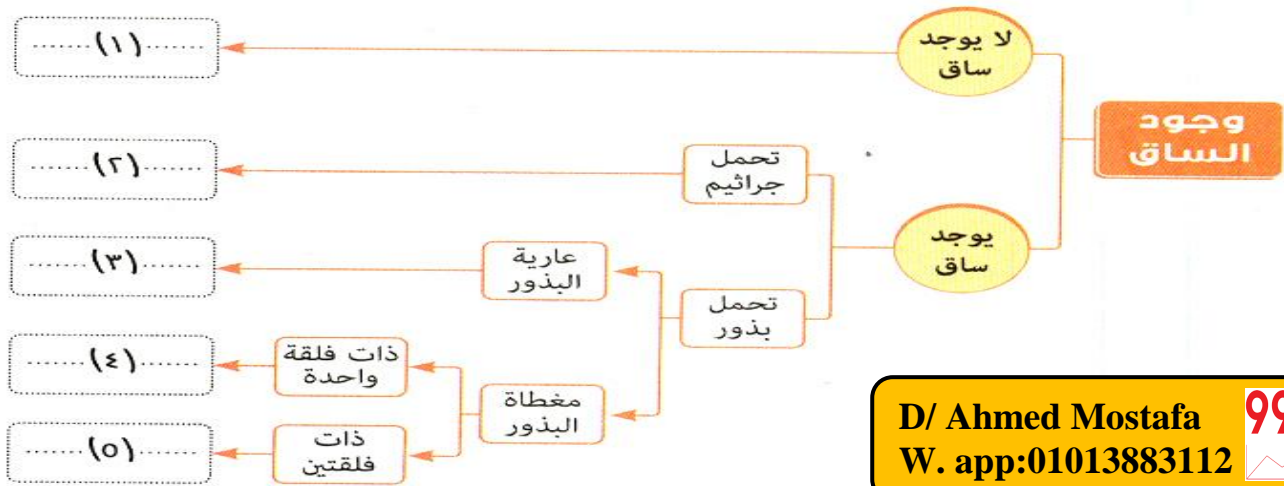 وجود
الساق
لا يوجد
ساق
......(١)......
يوجد
ساق
تحمل
جراثيم
......(٢)......
تحمل
بذور
عارية
البذور
......(٣)......
مغطاة
البذور
ذات فلقة
واحدة
......(٤)......
ذات
فلقتين
......(٥)......
D/ Ahmed Mostafa
W. app:01013883112
99